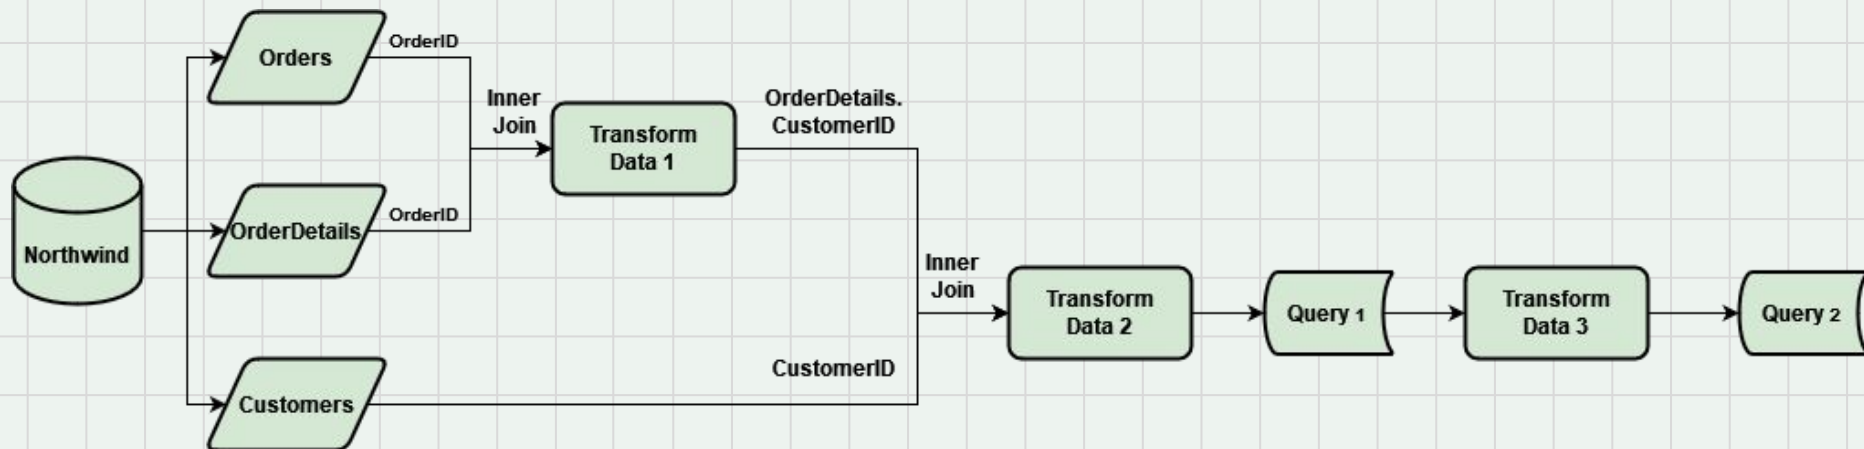 Orders
OrderID
Inner
Join
Transform
Data 1
OrderDetails.
CustomerID
Northwind
OrderDetails
OrderID
Inner
Join
Transform
Data 2
Query 1
Transform
Data 3
Query 2
CustomerID
Customers